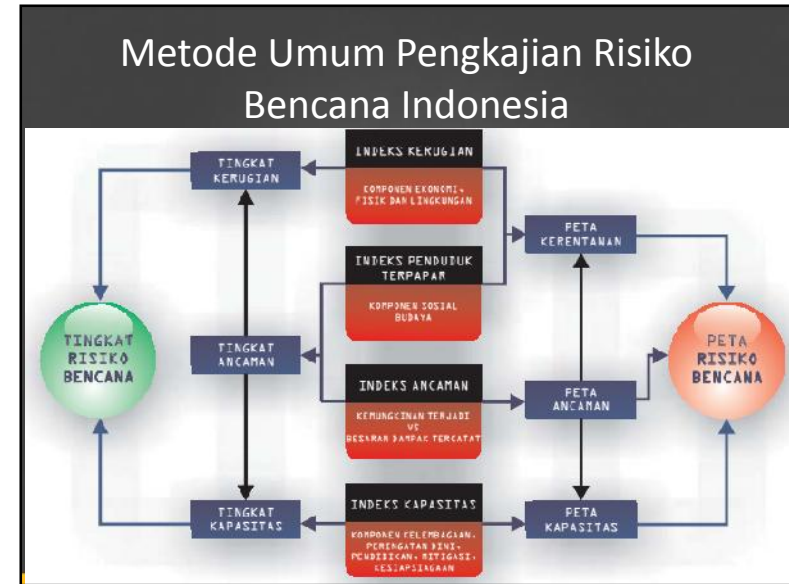 Metode Umum Pengkajian Risiko
Bencana Indonesia
INDEKS KERUGIAN
KOMPONEN EKONOMI,
FISIK DAN LINGKUNGAN
TINGKAT
KERUGIAN
PETA
KERENTANAN
INDEKS PENDUDUK
TERPAPAR
KOMPONEN SOSIAL
BUDAYA
TINGKAT
RISIKO
BENCANA
TINGKAT
ANCAMAN
INDEKS ANCAMAN
KEMUNGKINAN TERJADI
VS
BESARAN DAMPAK TERCATAT
PETA
ANCAMAN
PETA
RISIKO
BENCANA
TINGKAT
KAPASITAS
INDEKS KAPASITAS
KOMPONEN KELEMBAGAAN,
PERINGATAN DINI,
PENDIDIKAN, MITIGASI,
KESIAPSIAGAAN
PETA
KAPASITAS